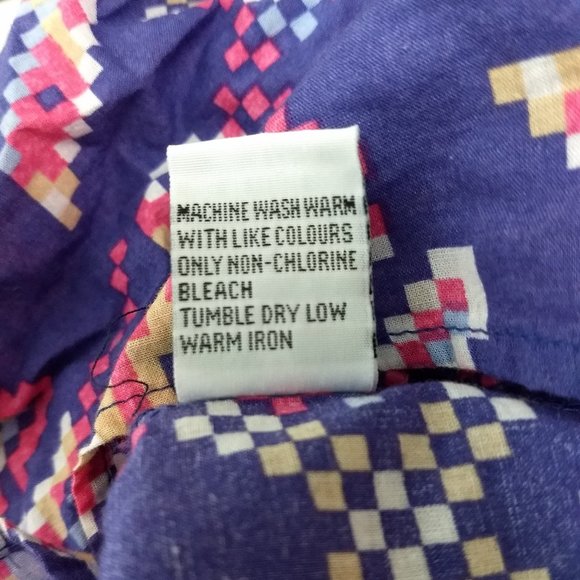 MACHINE WASH WARM
WITH LIKE COLOURS
ONLY NON-CHLORINE
BLEACH
TUMBLE DRY LOW
WARM IRON